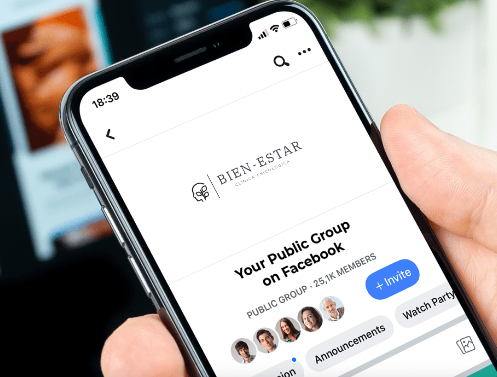 18:39
BIEN-ESTAR
CLÍNICA PSICOLÓGICA
Your Public Group
on Facebook
PUBLIC GROUP · 25,1K MEMBERS
+ Invite
Announcements
Watch Party